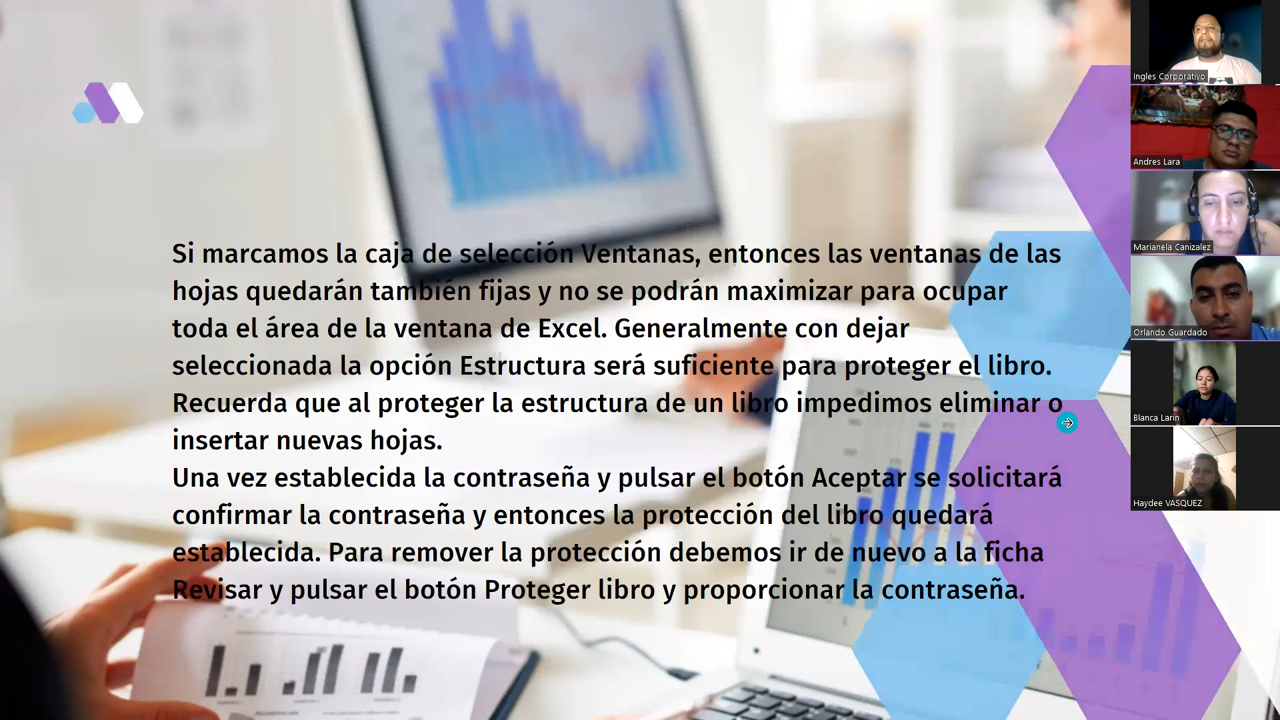 Si marcamos la caja de selección Ventanas, entonces las ventanas de las
hojas quedarán también fijas y no se podrán maximizar para ocupar
toda el área de la ventana de Excel. Generalmente con dejar
seleccionada la opción Estructura será suficiente para proteger el libro.
Recuerda que al proteger la estructura de un libro impedimos eliminar o
insertar nuevas hojas.
Una vez establecida la contraseña y pulsar el botón Aceptar se solicitará
confirmar la contraseña y entonces la protección del libro quedará
establecida. Para remover la protección debemos ir de nuevo a la ficha
Revisar y pulsar el botón Proteger libro y proporcionar la contraseña.
Ingles Corporativo
Andres Lara
Marianela Canizalez
Orlando Guardado
Blanca Larin
Haydee VASQUEZ